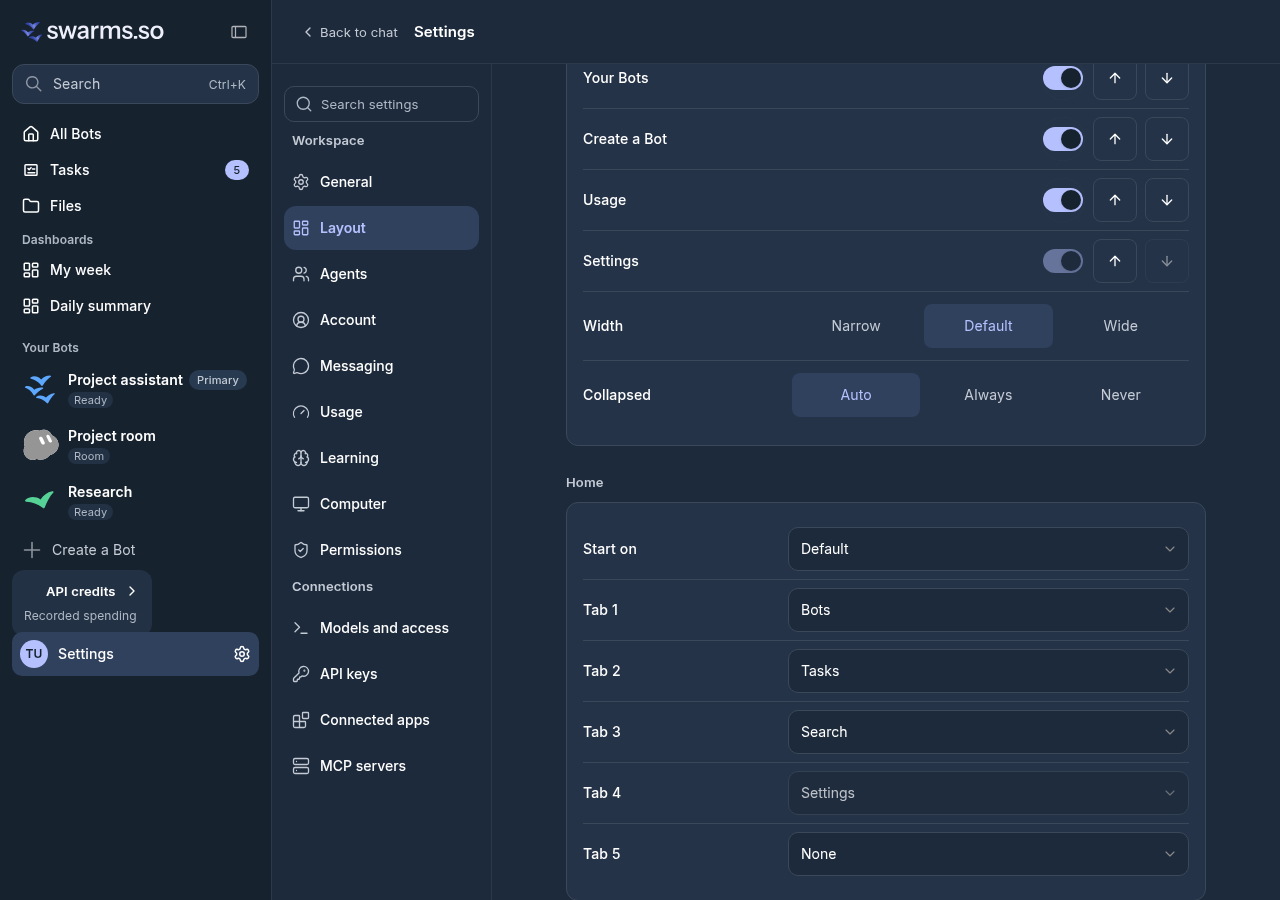 swarms.so
Search Ctrl+K
All Bots
Tasks 5
Files
Dashboards
My week
Daily summary
Your Bots
Project assistant Primary
Ready
Project room
Room
Research
Ready
Create a Bot
API credits
Recorded spending
TU Settings
Back to chat Settings
Search settings
Workspace
General
Layout
Agents
Account
Messaging
Usage
Learning
Computer
Permissions
Connections
Models and access
API keys
Connected apps
MCP servers
Your Bots
Create a Bot
Usage
Settings
Width Narrow Default Wide
Collapsed Auto Always Never
Home
Start on Default
Tab 1 Bots
Tab 2 Tasks
Tab 3 Search
Tab 4 Settings
Tab 5 None